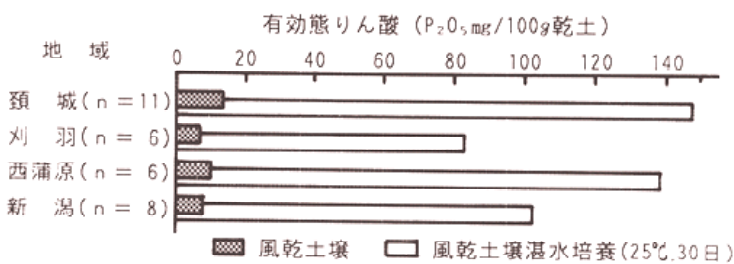 有効態りん酸 (P₂O₅mg/100g乾土)
地 域
0 20 40 60 80 100 120 140
頚 城(n = 11)
刈 羽(n = 6)
西蒲原(n = 6)
新 潟(n = 8)
風乾土壌 風乾土壌湛水培養(25℃,30日)